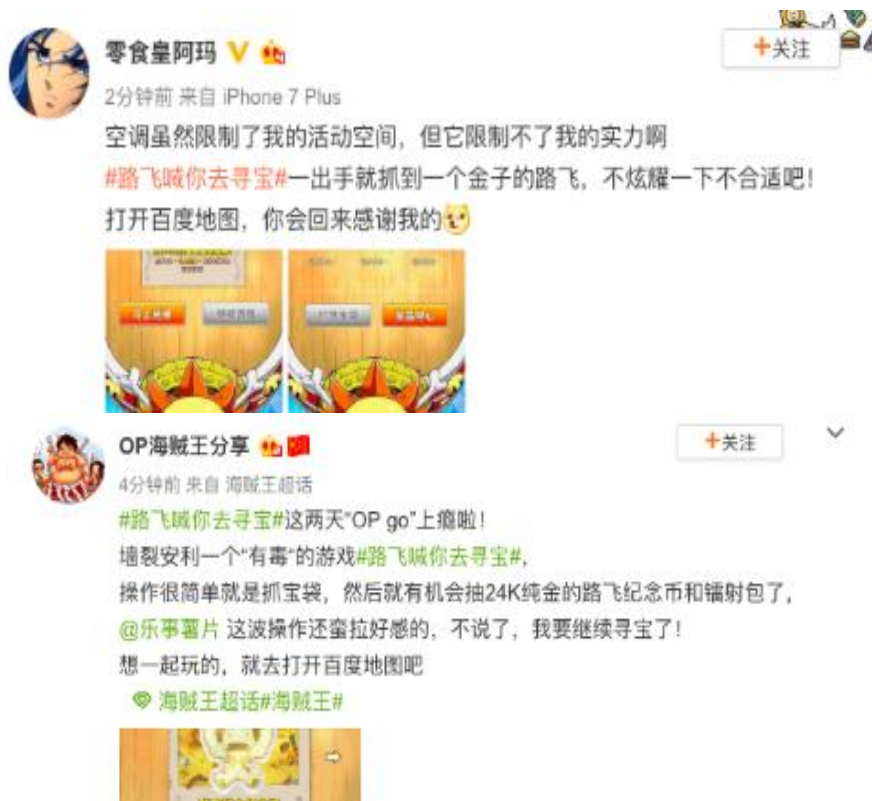 零食皇阿玛
+关注
2分钟前 来自 iPhone 7 Plus
空调虽然限制了我的活动空间，但它限制不了我的实力啊
#路飞喊你去寻宝#一出手就抓到一个金子的路飞，不炫耀一下不合适吧！
打开百度地图，你会回来感谢我的
OP海贼王分享
+关注
4分钟前 来自 海贼王超话
#路飞喊你去寻宝#这两天"OP go"上瘾啦！
墙裂安利一个"有毒"的游戏#路飞喊你去寻宝#，
操作很简单就是抓宝袋，然后就有机会抽24K纯金的路飞纪念币和镭射包了，
@乐事薯片 这波操作还蛮拉好感的，不说了，我要继续寻宝了！
想一起玩的，就去打开百度地图吧
海贼王超话#海贼王#